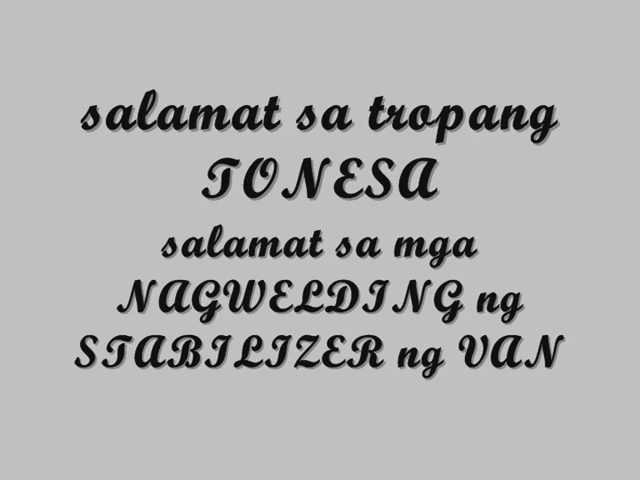 salamat sa tropang
TONESA
salamat sa mga
NAGWELDING ng
STABILIZER ng VAN